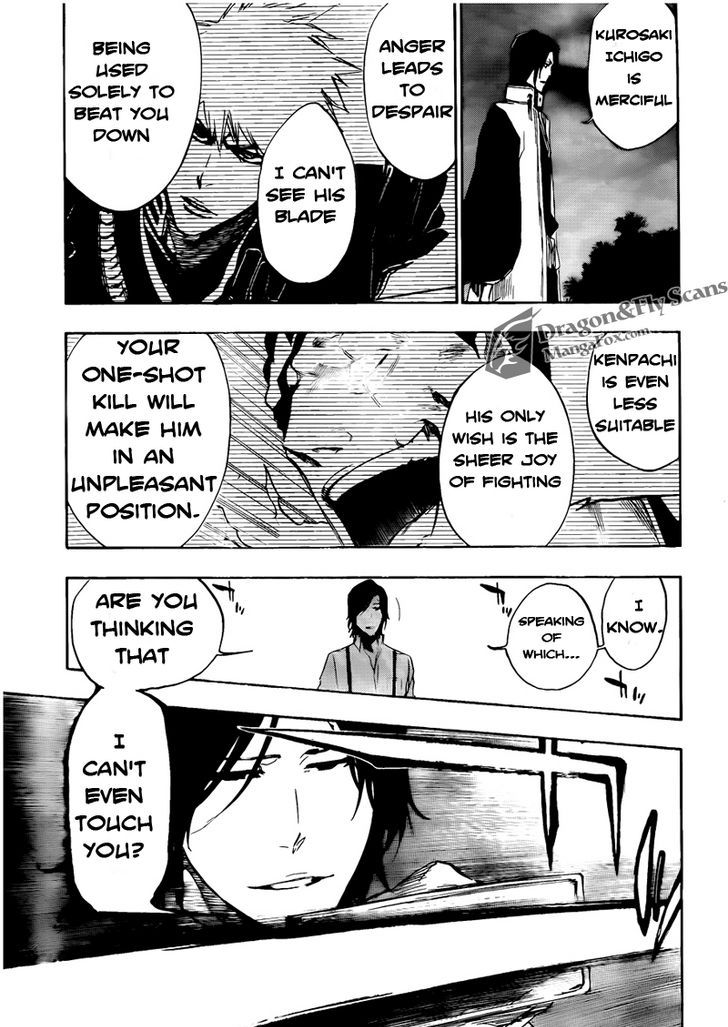 KUROSAKI
ICHIGO
IS
MERCIFUL
ANGER
LEADS
TO
DESPAIR
I CAN'T
SEE HIS
BLADE
BEING
USED
SOLELY TO
BEAT YOU
DOWN
Dragon&Fly Scans
MangaFox.com
KENPACHI
IS EVEN
LESS
SUITABLE
HIS ONLY
WISH IS THE
SHEER JOY
OF FIGHTING
YOUR
ONE-SHOT
KILL WILL
MAKE HIM
IN AN
UNPLEASANT
POSITION.
I
KNOW.
SPEAKING
OF
WHICH...
ARE YOU
THINKING
THAT
I
CAN'T
EVEN
TOUCH
YOU?